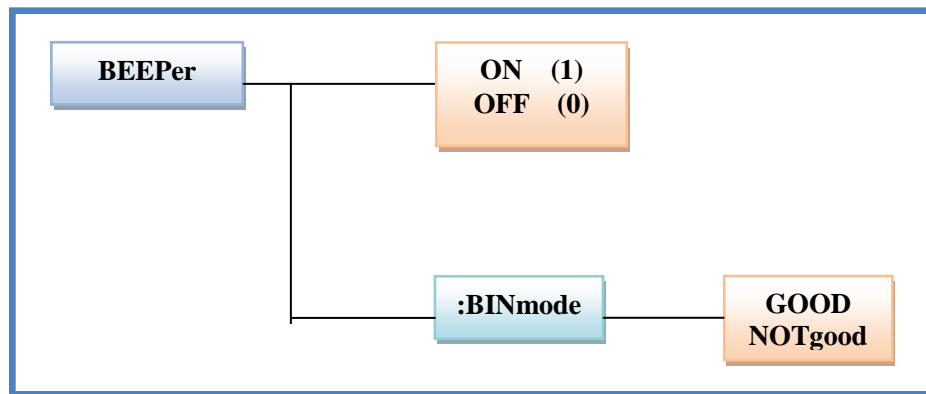 BEEPer
ON (1)
OFF (0)
:BINmode
GOOD
NOTgood